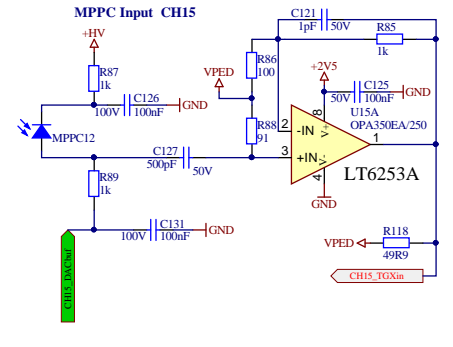 MPPC Input CH15
C121
1pF 50V
R85
1k
+HV
R87
1k
R86
100
VPED
+2V5
C126
100V 100nF
GND
C125
50V 100nF
GND
U15A
OPA350EA/250
MPPC12
R88
91
2
-IN
8
V+
1
C127
500pF
50V
3
+IN
V-
4
LT6253A
R89
1k
GND
C131
100V 100nF
GND
R118
VPED
49R9
CH15_TGXin
CH15_DACbuf